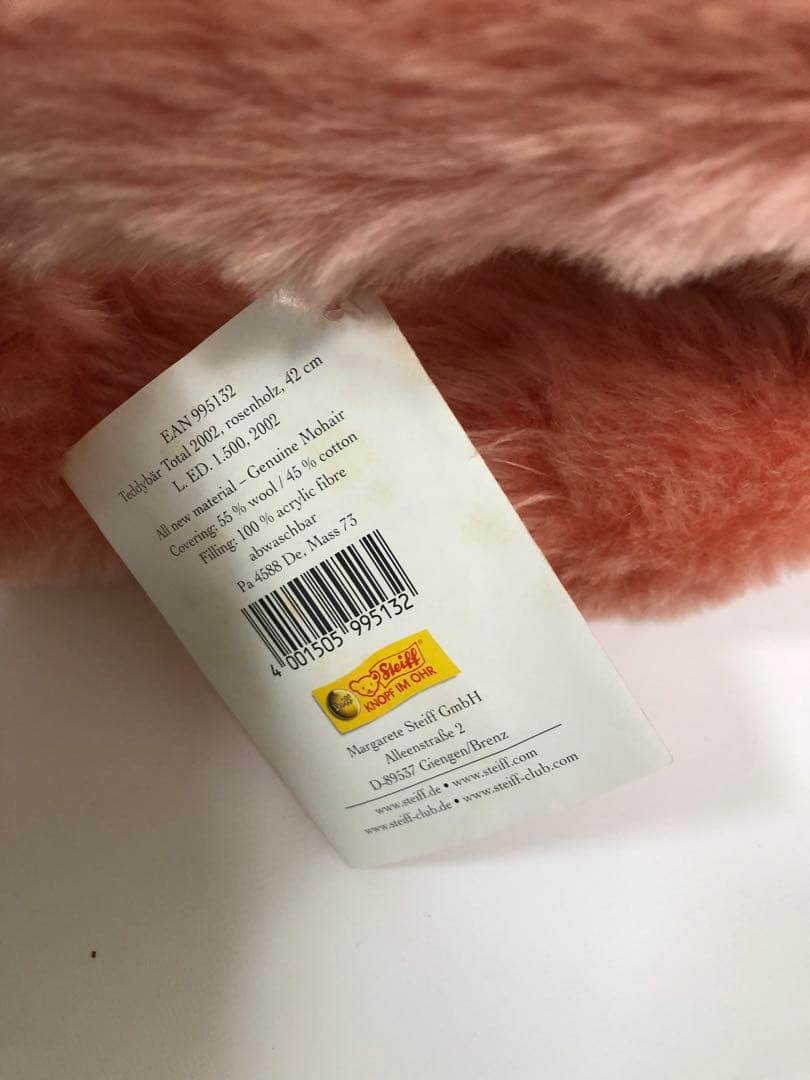 EAN 995132
Teddybär Total 2002, rosenholz, 42 cm
L. ED. 1.500, 2002
All new material – Genuine Mohair
Covering: 55 % wool / 45 % cotton
Filling: 100 % acrylic fibre
abwaschbar
Pa 4588 De, Mass 73
4 001505 995132
Steiff
KNOPF IM OHR
Margarete Steiff GmbH
Alleenstraße 2
D-89537 Giengen/Brenz
www.steiff.de • www.steiff.com
www.steiff-club.de • www.steiff-club.com